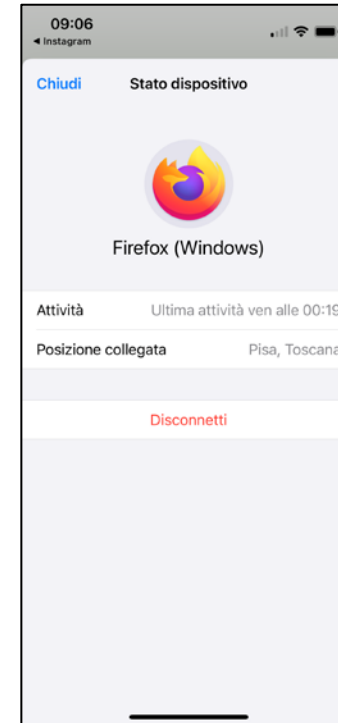 09:06
◀ Instagram
Chiudi Stato dispositivo
Firefox (Windows)
Attività Ultima attività ven alle 00:19
Posizione collegata Pisa, Toscana
Disconnetti